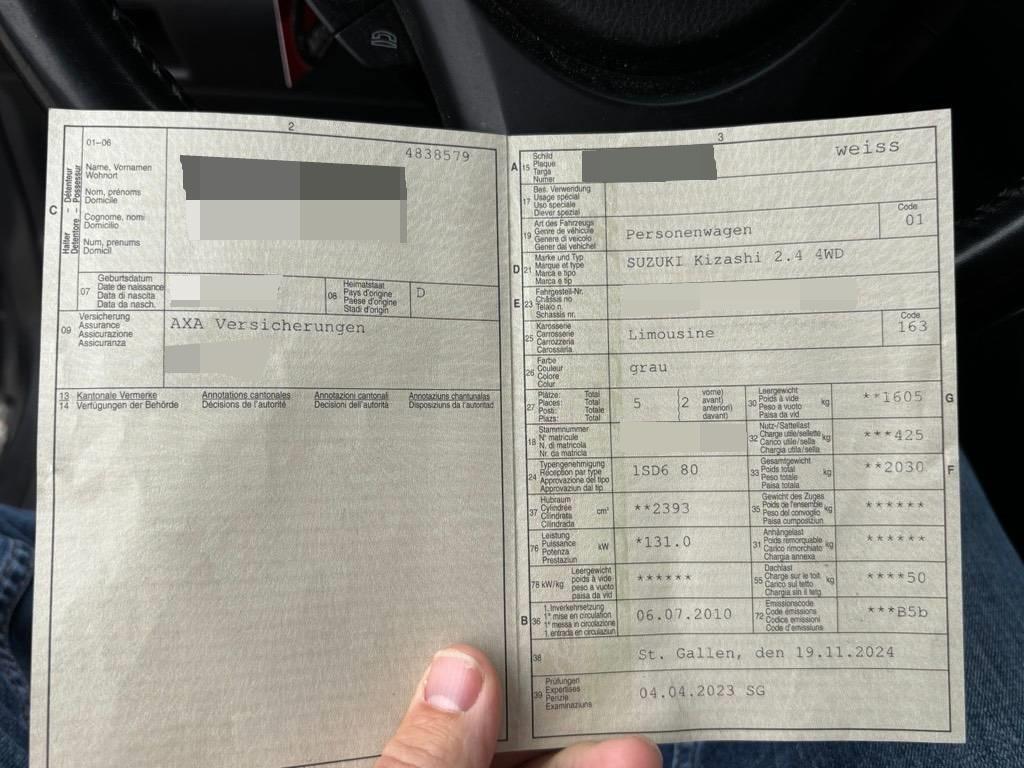 2
01–06
4838579
Halter – Détenteur
Detentore – Possessur
C
Name, Vornamen
Wohnort
Nom, prénoms
Domicile
Cognome, nomi
Domicilio
Num, prenums
Domicil
07
Geburtsdatum
Date de naissance
Data di nascita
Data da nasch.
08
Heimatstaat
Pays d'origine
Paese d'origine
Stadi d'origin
D
09
Versicherung
Assurance
Assicurazione
Assicuranza
AXA Versicherungen
13 Kantonale Vermerke Annotations cantonales Annotazioni cantonali Annotaziuns chantunalas
14 Verfügungen der Behörde Décisions de l'autorité Decisioni dell'autorità Disposiziuns da l'autoritad
3
A 15
Schild
Plaque
Targa
Numer
weiss
17
Bes. Verwendung
Usage spécial
Uso speciale
Diever spezial
19
Art des Fahrzeugs
Genre de véhicule
Genere di veicolo
Gener dal vehichel
Personenwagen
Code
01
D 21
Marke und Typ
Marque et type
Marca e tipo
Marca e tip
SUZUKI Kizashi 2.4 4WD
E 23
Fahrgestell-Nr.
Châssis no
Telaio n.
Schassis nr.
25
Karosserie
Carrosserie
Carrozzeria
Carossaria
Limousine
Code
163
26
Farbe
Couleur
Colore
Colur
grau
27
Plätze: Total
Places: Total
Posti: Totale
Plazs: Total
5
2
vorne)
avant)
anteriori)
davant)
30
Leergewicht
Poids à vide
Peso a vuoto
Paisa da vid
kg
**1605
G
18
Stammnummer
N° matricule
N. di matricola
Nr. da matricla
32
Nutz-/Sattellast
Charge utile/sellette
Carico utile/sella
Chargia utila/sella
kg
***425
24
Typengenehmigung
Réception par type
Approvazione del tipo
Approvaziun dal tip
1SD6 80
33
Gesamtgewicht
Poids total
Peso totale
Paisa totala
kg
**2030
F
37
Hubraum
Cylindrée
Cilindrata
Cilindrada
cm³
**2393
35
Gewicht des Zuges
Poids de l'ensemble
Peso del convoglio
Paisa cumposiziun
kg
******
76
Leistung
Puissance
Potenza
Prestaziun
kW
*131.0
31
Anhängelast
Poids remorquable
Carico rimorchiato
Chargia annexa
kg
******
78 kW/kg
Leergewicht
poids à vide
peso a vuoto
paisa da vid
******
55
Dachlast
Charge sur le toit
Carico sul tetto
Chargia sin il tetg
kg
****50
B 36
1. Inverkehrsetzung
1re mise en circulation
1a messa in circolazione
1. entrada en circulaziun
06.07.2010
72
Emissionscode
Code émissions
Codice emissioni
Code d'emissiuns
***B5b
38
St. Gallen, den 19.11.2024
39
Prüfungen
Expertises
Perizie
Examinaziuns
04.04.2023 SG